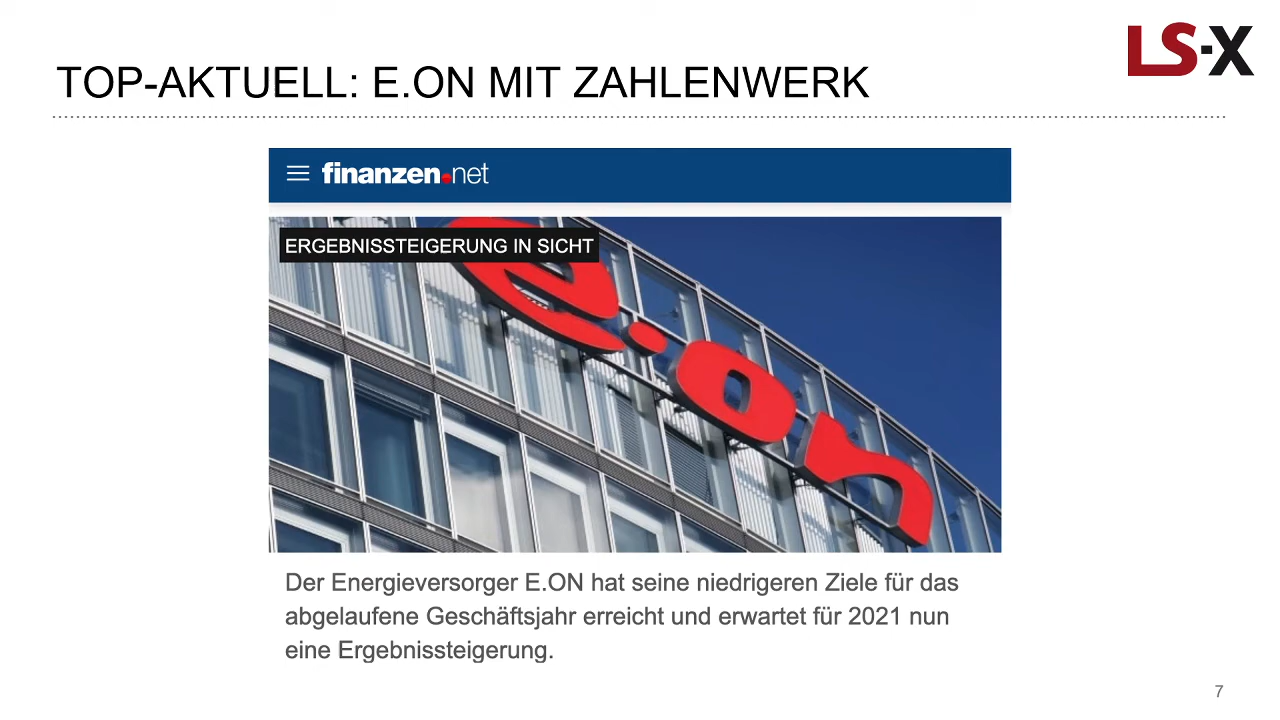 LS-X
TOP-AKTUELL: E.ON MIT ZAHLENWERK
finanzen.net
ERGEBNISSTEIGERUNG IN SICHT
e.on
Der Energieversorger E.ON hat seine niedrigeren Ziele für das
abgelaufene Geschäftsjahr erreicht und erwartet für 2021 nun
eine Ergebnissteigerung.
7